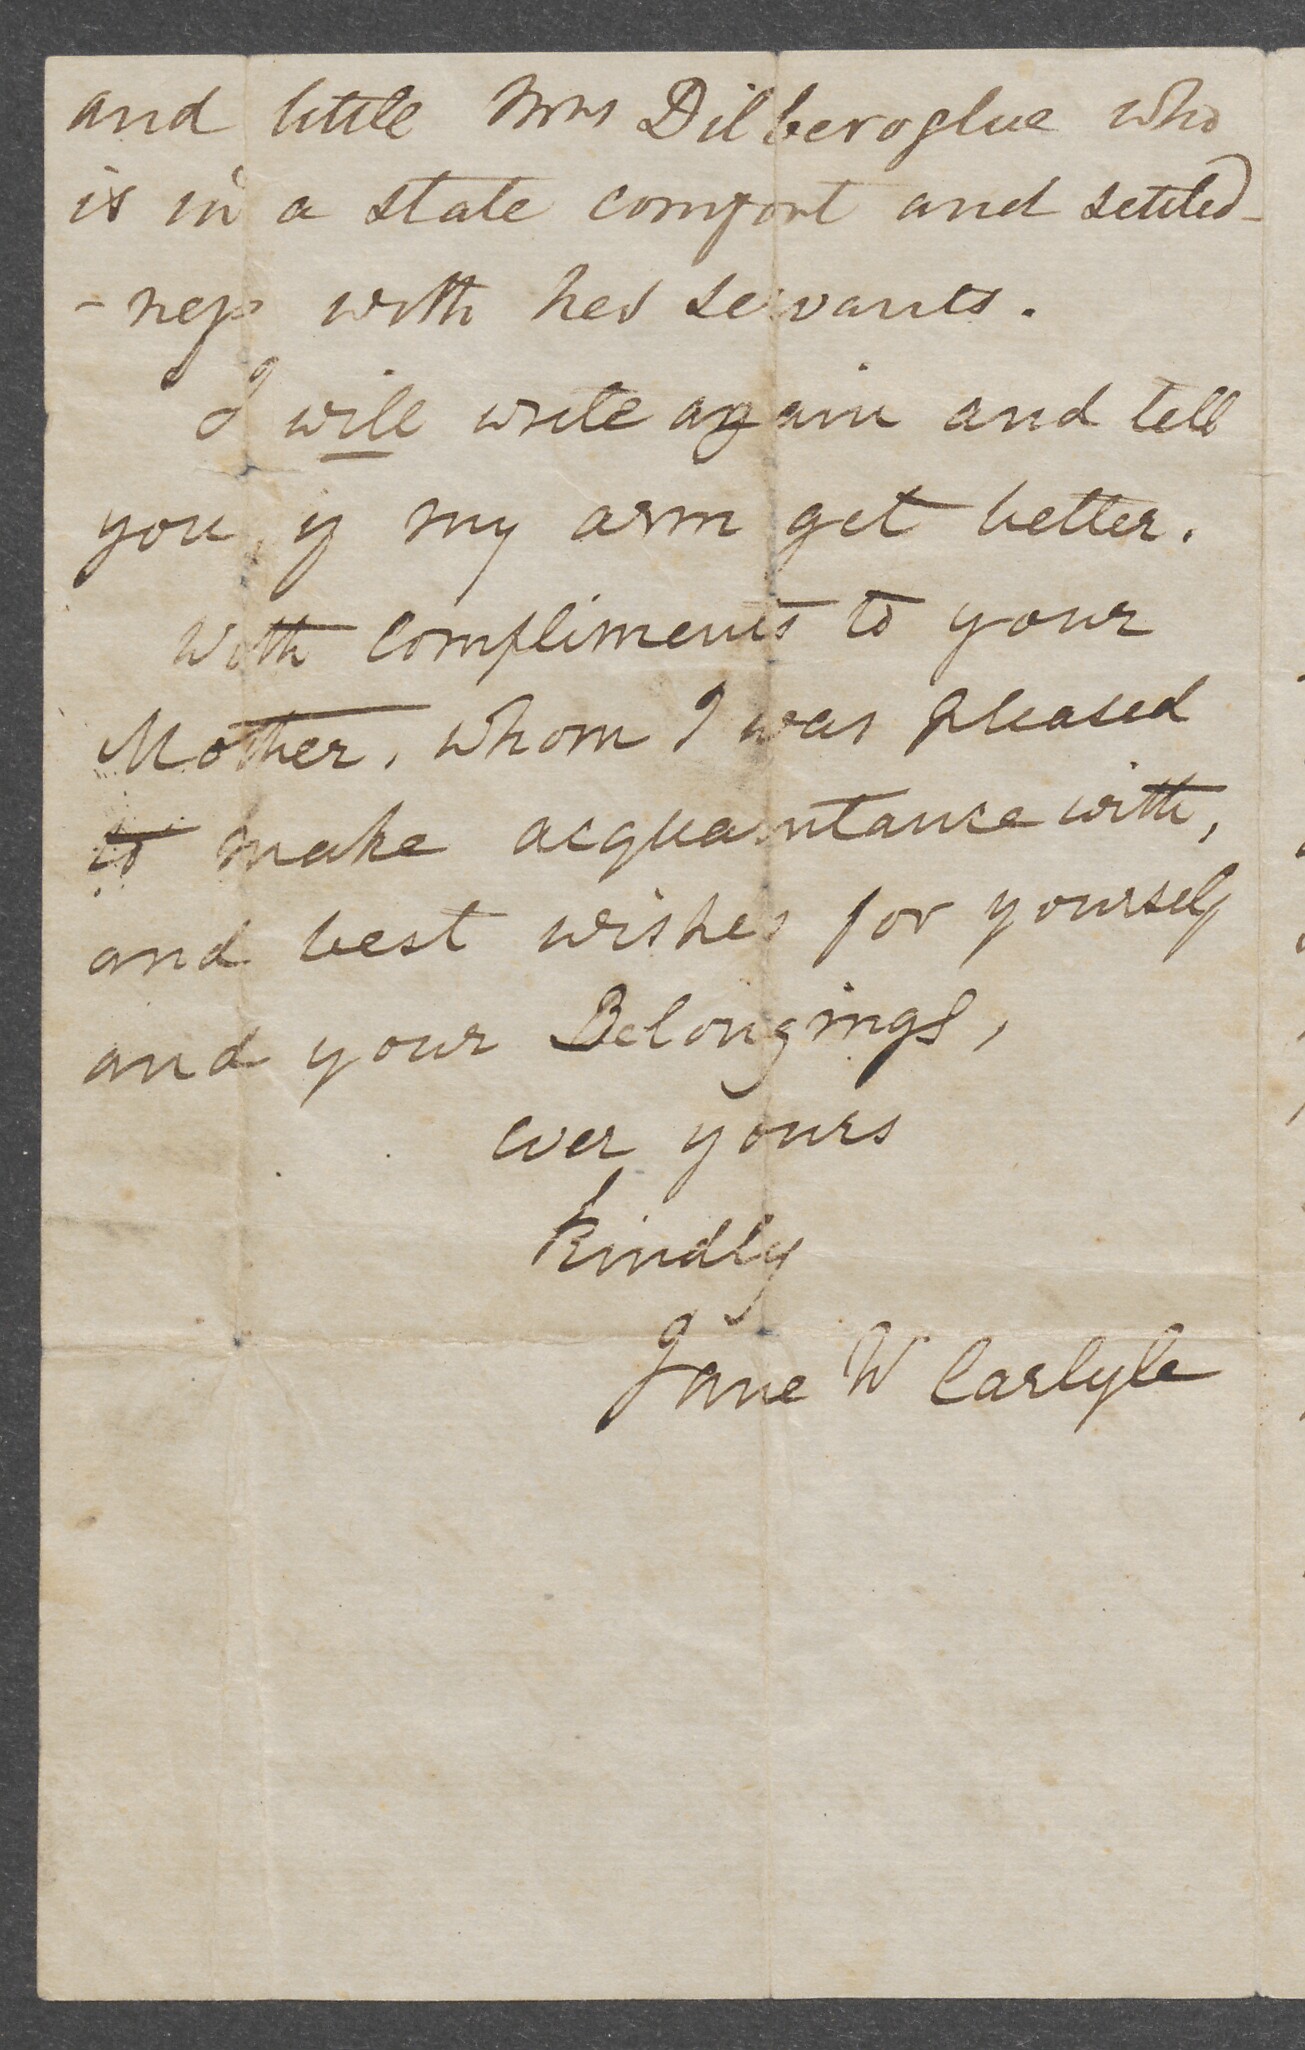 and little Mrs Dilberoglue who
is in a state comfort and settled-
-ness with her servants.
I will write again and tell
you, if my arm get better.
With compliments to your
Mother, whom I was pleased
to make acquaintance with,
and best wishes for yourself
and your Belongings,
ever yours
kindly
Jane W Carlyle